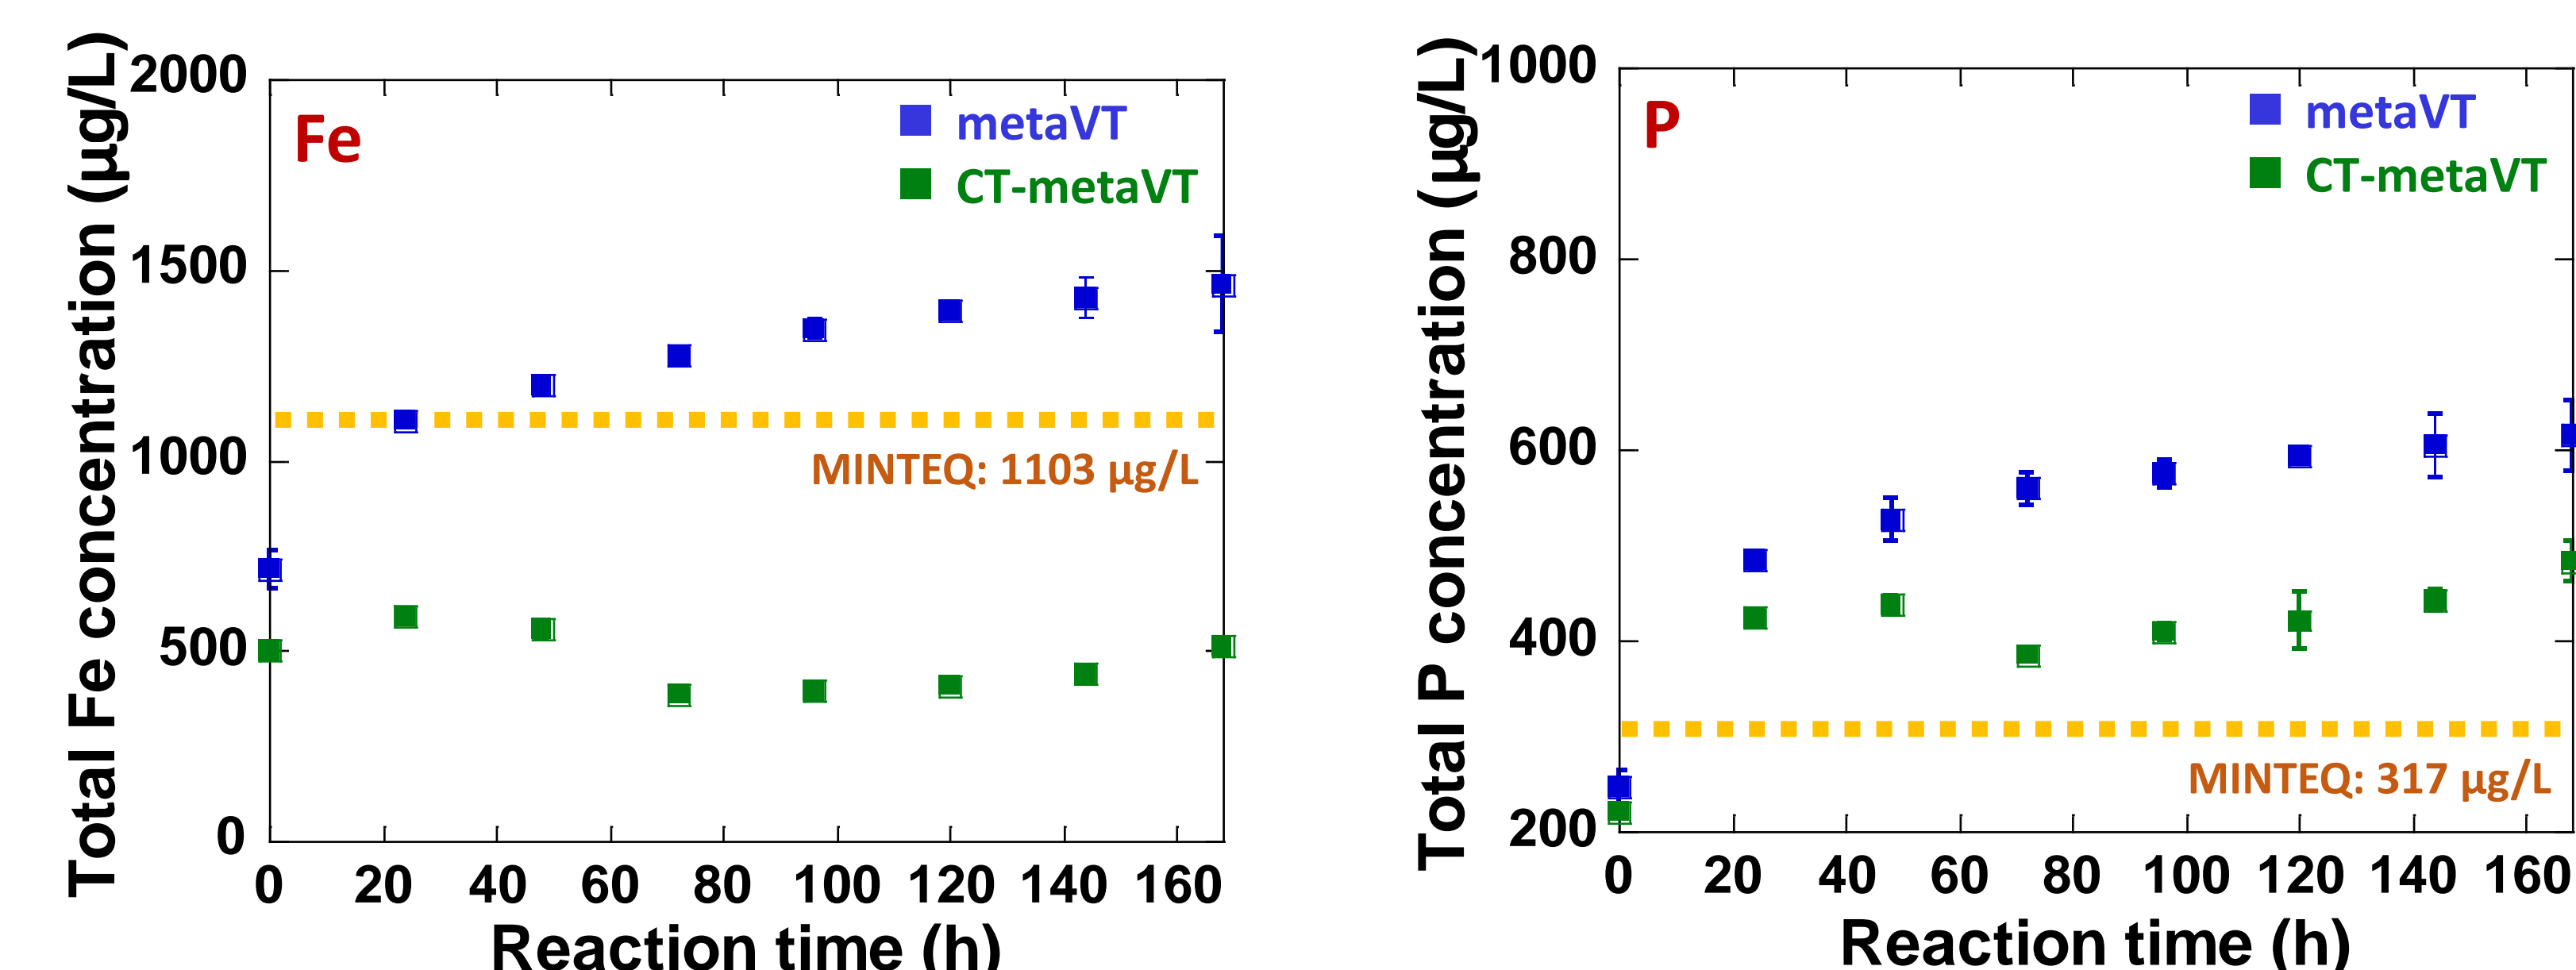 Total Fe concentration (µg/L)
2000
1500
1000
500
0
Fe
metaVT
CT-metaVT
MINTEQ: 1103 µg/L
0 20 40 60 80 100 120 140 160
Reaction time (h)
Total P concentration (µg/L)
1000
800
600
400
200
P
metaVT
CT-metaVT
MINTEQ: 317 µg/L
0 20 40 60 80 100 120 140 160
Reaction time (h)